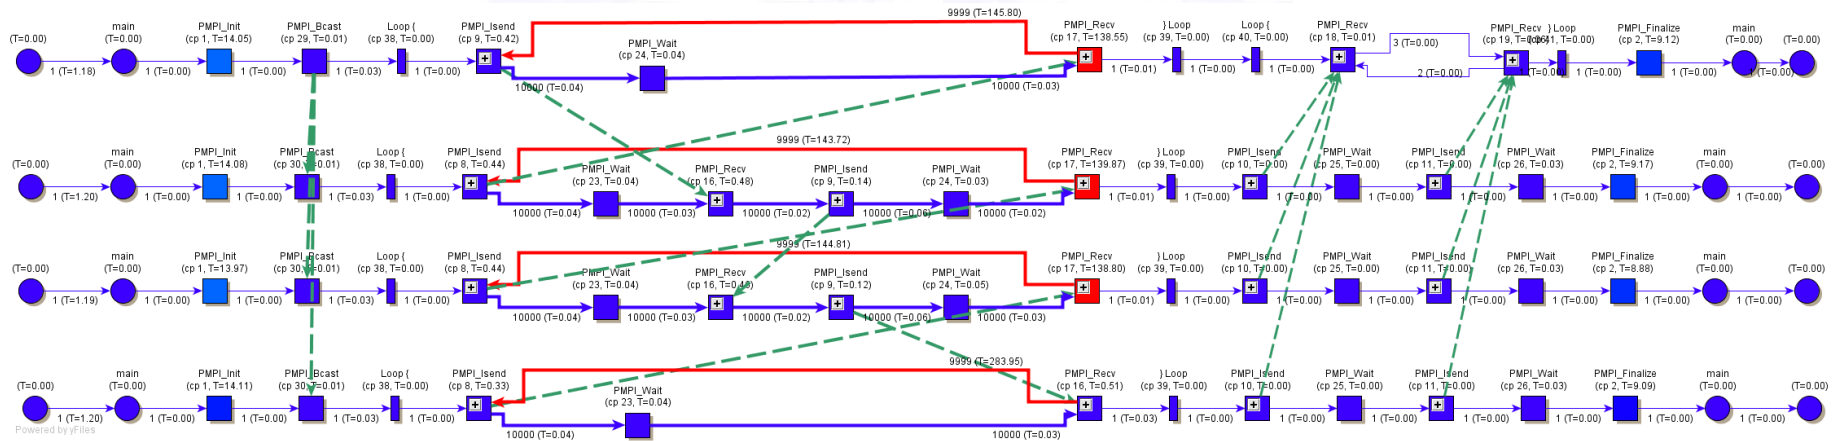 9999 (T=145.80)
main
PMPI_Init
PMPI_Bcast
Loop {
PMPI_Isend
PMPI_Wait
PMPI_Recv
} Loop
Loop {
PMPI_Recv
PMPI_Recv
} Loop
PMPI_Finalize
main
(T=0.00)
(T=0.00)
(cp 1, T=14.05)
(cp 29, T=0.01)
(cp 38, T=0.00)
(cp 9, T=0.42)
(cp 24, T=0.04)
(cp 17, T=138.55)
(cp 39, T=0.00)
(cp 40, T=0.00)
(cp 18, T=0.01)
3 (T=0.00)
(T=0.00)
(cp 2, T=9.12)
(T=0.00)
(T=0.00)
1 (T=1.18)
1 (T=0.00)
1 (T=0.00)
1 (T=0.03)
1 (T=0.00)
10000 (T=0.04)
10000 (T=0.03)
1 (T=0.01)
1 (T=0.00)
1 (T=0.00)
2 (T=0.00)
1 (T=0.00)
1 (T=0.00)
1 (T=0.00)
9999 (T=143.72)
main
PMPI_Init
PMPI_Bcast
Loop {
PMPI_Isend
PMPI_Wait
PMPI_Recv
PMPI_Isend
PMPI_Wait
PMPI_Recv
} Loop
PMPI_Isend
PMPI_Wait
PMPI_Isend
PMPI_Wait
PMPI_Finalize
main
(T=0.00)
(T=0.00)
(cp 1, T=14.08)
(cp 30, T=0.01)
(cp 38, T=0.00)
(cp 8, T=0.44)
(cp 23, T=0.04)
(cp 16, T=0.48)
(cp 9, T=0.14)
(cp 24, T=0.03)
(cp 17, T=139.87)
(cp 39, T=0.00)
(cp 10, T=0.00)
(cp 25, T=0.00)
(cp 11, T=0.00)
(cp 26, T=0.03)
(cp 2, T=9.17)
(T=0.00)
(T=0.00)
1 (T=1.20)
1 (T=0.00)
1 (T=0.00)
1 (T=0.03)
1 (T=0.00)
10000 (T=0.04)
10000 (T=0.03)
10000 (T=0.02)
10000 (T=0.06)
10000 (T=0.02)
1 (T=0.01)
1 (T=0.00)
1 (T=0.00)
1 (T=0.00)
1 (T=0.00)
1 (T=0.00)
1 (T=0.00)
1 (T=0.00)
9999 (T=144.81)
main
PMPI_Init
PMPI_Bcast
Loop {
PMPI_Isend
PMPI_Wait
PMPI_Recv
PMPI_Isend
PMPI_Wait
PMPI_Recv
} Loop
PMPI_Isend
PMPI_Wait
PMPI_Isend
PMPI_Wait
PMPI_Finalize
main
(T=0.00)
(T=0.00)
(cp 1, T=13.97)
(cp 30, T=0.01)
(cp 38, T=0.00)
(cp 8, T=0.44)
(cp 23, T=0.04)
(cp 9, T=0.12)
(cp 24, T=0.05)
(cp 17, T=138.80)
(cp 39, T=0.00)
(cp 10, T=0.00)
(cp 25, T=0.00)
(cp 11, T=0.00)
(cp 26, T=0.03)
(cp 2, T=8.88)
(T=0.00)
(T=0.00)
1 (T=1.19)
1 (T=0.00)
1 (T=0.00)
1 (T=0.03)
1 (T=0.00)
10000 (T=0.04)
10000 (T=0.03)
10000 (T=0.02)
10000 (T=0.06)
10000 (T=0.03)
1 (T=0.01)
1 (T=0.00)
1 (T=0.00)
1 (T=0.00)
1 (T=0.00)
1 (T=0.00)
1 (T=0.00)
1 (T=0.00)
9999 (T=283.95)
main
PMPI_Init
PMPI_Bcast
Loop {
PMPI_Isend
PMPI_Wait
PMPI_Recv
} Loop
PMPI_Isend
PMPI_Wait
PMPI_Isend
PMPI_Wait
PMPI_Finalize
main
(T=0.00)
(T=0.00)
(cp 1, T=14.11)
(cp 30, T=0.01)
(cp 38, T=0.00)
(cp 8, T=0.33)
(cp 23, T=0.04)
(cp 16, T=0.51)
(cp 39, T=0.00)
(cp 10, T=0.00)
(cp 25, T=0.00)
(cp 11, T=0.00)
(cp 26, T=0.03)
(cp 2, T=9.09)
(T=0.00)
(T=0.00)
1 (T=1.20)
1 (T=0.00)
1 (T=0.00)
1 (T=0.03)
1 (T=0.00)
10000 (T=0.04)
10000 (T=0.03)
1 (T=0.03)
1 (T=0.00)
1 (T=0.00)
1 (T=0.00)
1 (T=0.00)
1 (T=0.00)
1 (T=0.00)
1 (T=0.00)
Powered by yFiles